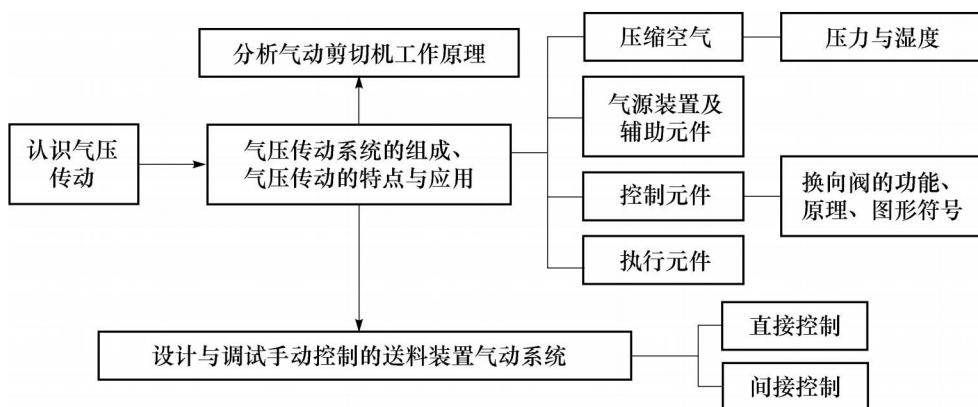 分析气动剪切机工作原理
压缩空气
压力与湿度
气源装置及
辅助元件
认识气压
传动
气压传动系统的组成、
气压传动的特点与应用
控制元件
换向阀的功能、
原理、图形符号
执行元件
设计与调试手动控制的送料装置气动系统
直接控制
间接控制